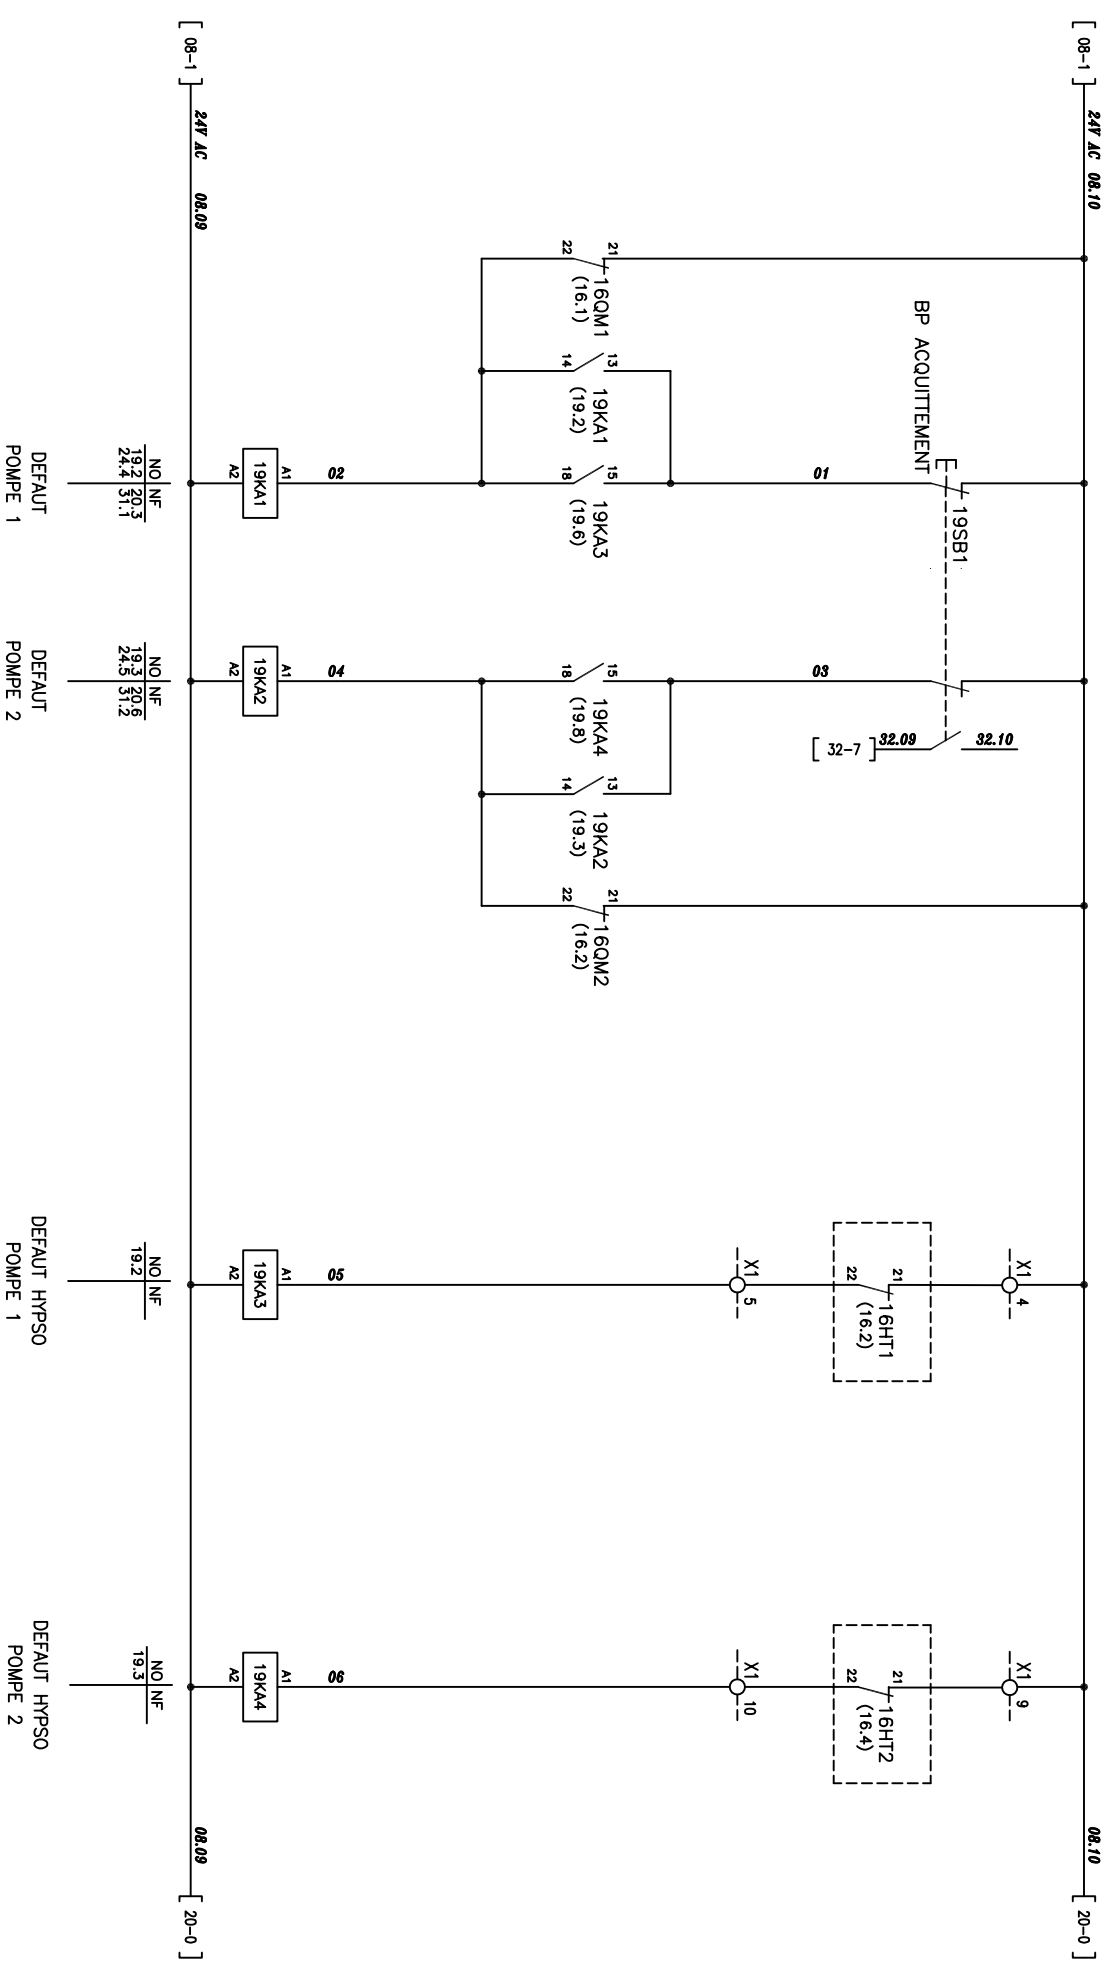 [ 08-1 ] 24V AC 08.10
08.10 [ 20-0 ]
BP ACQUITTEMENT
19SB1
32.10
32.09
[ 32-7 ]
01
03
X1 4
X1 9
21
22
16HT1
(16.2)
21
22
16HT2
(16.4)
X1 5
X1 10
21
22
16QM1
(16.1)
13
14
19KA1
(19.2)
15
18
19KA3
(19.6)
15
18
19KA4
(19.8)
13
14
19KA2
(19.3)
21
22
16QM2
(16.2)
02
04
05
06
A1
19KA1
A2
A1
19KA2
A2
A1
19KA3
A2
A1
19KA4
A2
[ 08-1 ] 24V AC 08.09
08.09 [ 20-0 ]
NO NF
19.2 20.3
24.4 31.1
NO NF
19.3 20.6
24.5 31.2
NO NF
19.2
NO NF
19.3
DEFAUT
POMPE 1
DEFAUT
POMPE 2
DEFAUT HYPSO
POMPE 1
DEFAUT HYPSO
POMPE 2